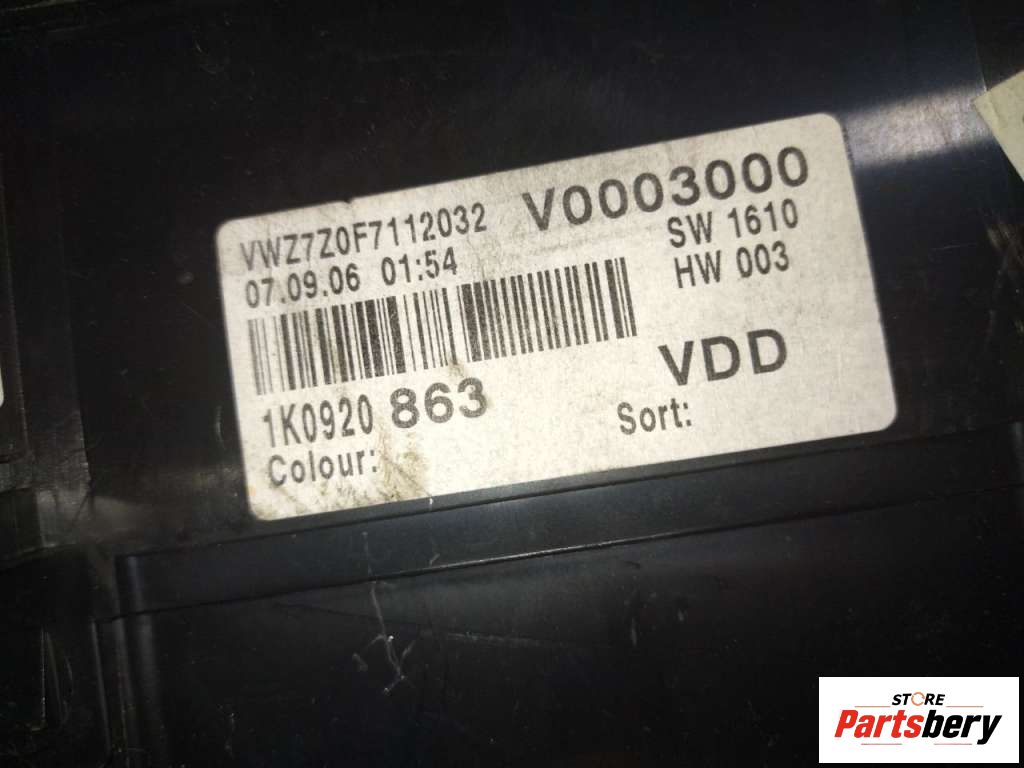 VWZ7Z0F7112032 V0003000
07.09.06 01:54 SW 1610
HW 003
1K0920 863 VDD
Colour: Sort:
STORE
Partsbery